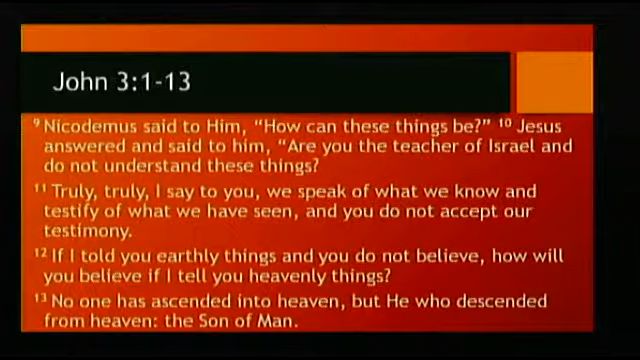 John 3:1-13
⁹ Nicodemus said to Him, “How can these things be?” ¹⁰ Jesus
answered and said to him, “Are you the teacher of Israel and
do not understand these things?
¹¹ Truly, truly, I say to you, we speak of what we know and
testify of what we have seen, and you do not accept our
testimony.
¹² If I told you earthly things and you do not believe, how will
you believe if I tell you heavenly things?
¹³ No one has ascended into heaven, but He who descended
from heaven: the Son of Man.